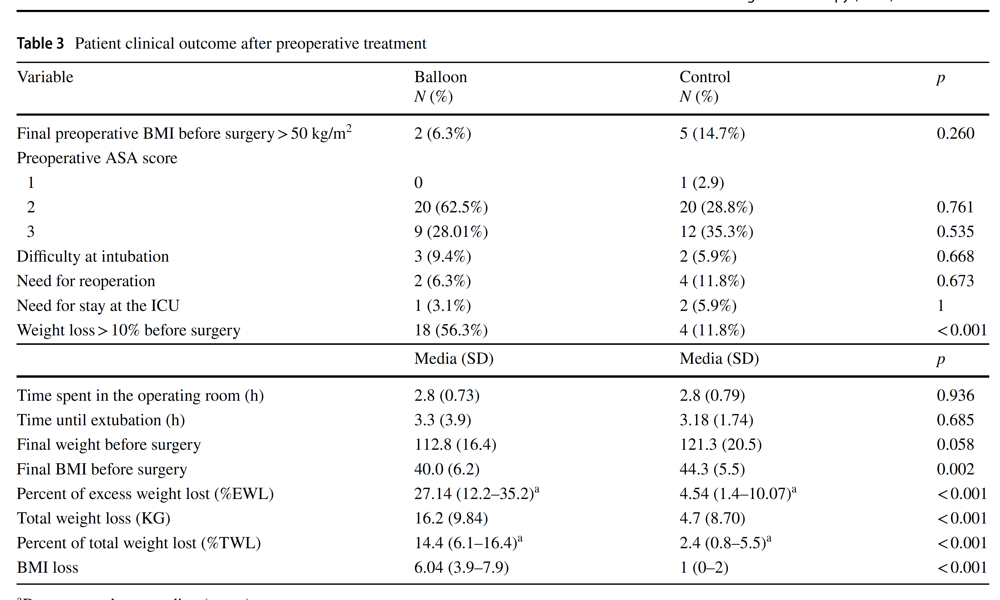 Table 3 Patient clinical outcome after preoperative treatment
Variable Balloon Control p
N (%) N (%)
Final preoperative BMI before surgery > 50 kg/m² 2 (6.3%) 5 (14.7%) 0.260
Preoperative ASA score
1 0 1 (2.9)
2 20 (62.5%) 20 (28.8%) 0.761
3 9 (28.01%) 12 (35.3%) 0.535
Difficulty at intubation 3 (9.4%) 2 (5.9%) 0.668
Need for reoperation 2 (6.3%) 4 (11.8%) 0.673
Need for stay at the ICU 1 (3.1%) 2 (5.9%) 1
Weight loss > 10% before surgery 18 (56.3%) 4 (11.8%) < 0.001
Media (SD) Media (SD) p
Time spent in the operating room (h) 2.8 (0.73) 2.8 (0.79) 0.936
Time until extubation (h) 3.3 (3.9) 3.18 (1.74) 0.685
Final weight before surgery 112.8 (16.4) 121.3 (20.5) 0.058
Final BMI before surgery 40.0 (6.2) 44.3 (5.5) 0.002
Percent of excess weight lost (%EWL) 27.14 (12.2–35.2)ᵃ 4.54 (1.4–10.07)ᵃ < 0.001
Total weight loss (KG) 16.2 (9.84) 4.7 (8.70) < 0.001
Percent of total weight lost (%TWL) 14.4 (6.1–16.4)ᵃ 2.4 (0.8–5.5)ᵃ < 0.001
BMI loss 6.04 (3.9–7.9) 1 (0–2) < 0.001